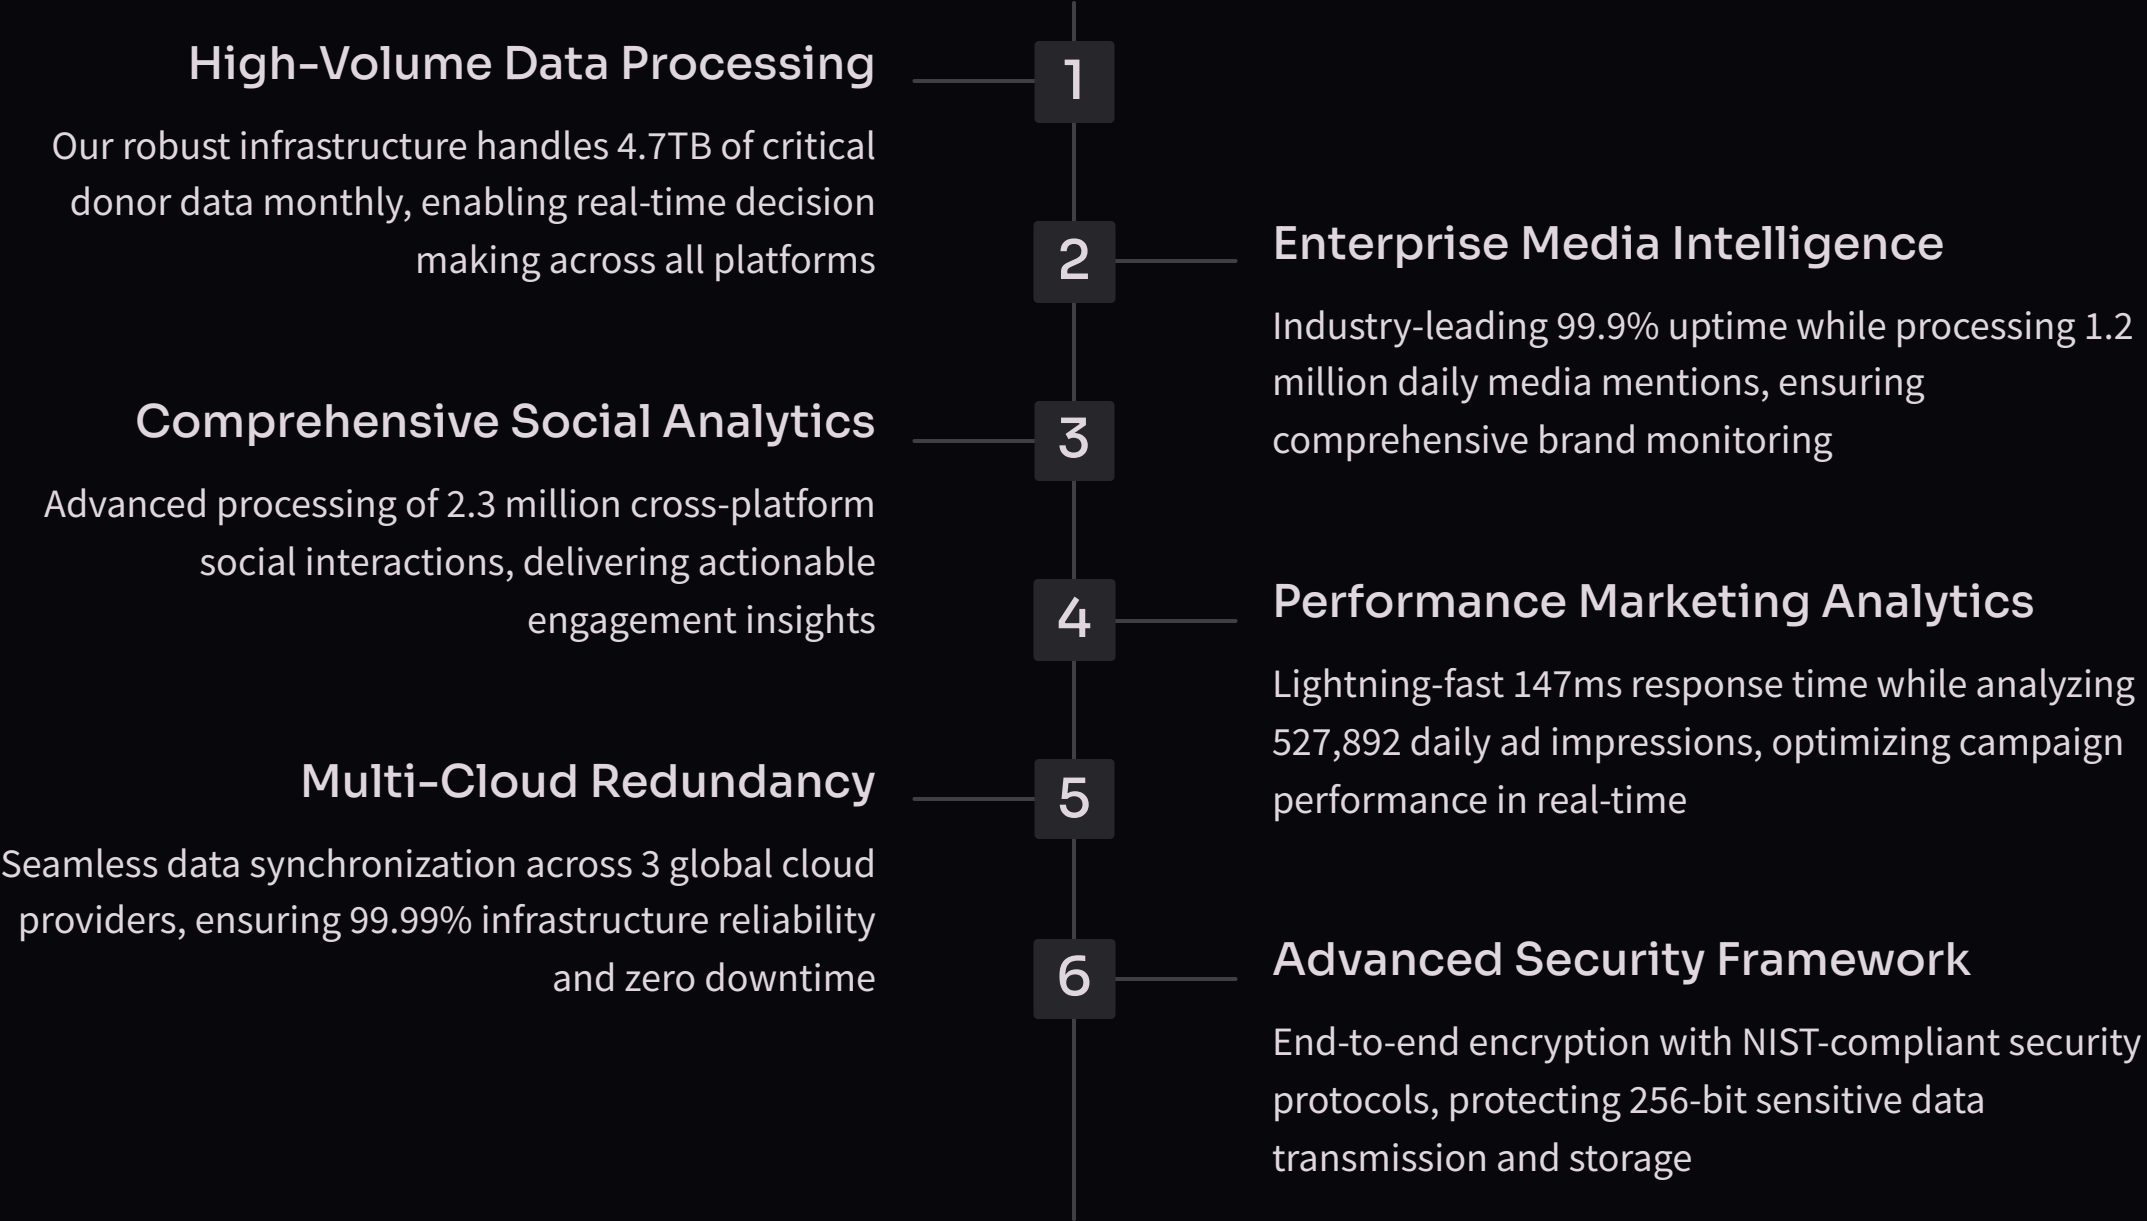 High-Volume Data Processing
1
Our robust infrastructure handles 4.7TB of critical
donor data monthly, enabling real-time decision
making across all platforms
2
Enterprise Media Intelligence
Industry-leading 99.9% uptime while processing 1.2
million daily media mentions, ensuring
comprehensive brand monitoring
Comprehensive Social Analytics
3
Advanced processing of 2.3 million cross-platform
social interactions, delivering actionable
engagement insights
4
Performance Marketing Analytics
Lightning-fast 147ms response time while analyzing
527,892 daily ad impressions, optimizing campaign
performance in real-time
Multi-Cloud Redundancy
5
Seamless data synchronization across 3 global cloud
providers, ensuring 99.99% infrastructure reliability
and zero downtime
6
Advanced Security Framework
End-to-end encryption with NIST-compliant security
protocols, protecting 256-bit sensitive data
transmission and storage